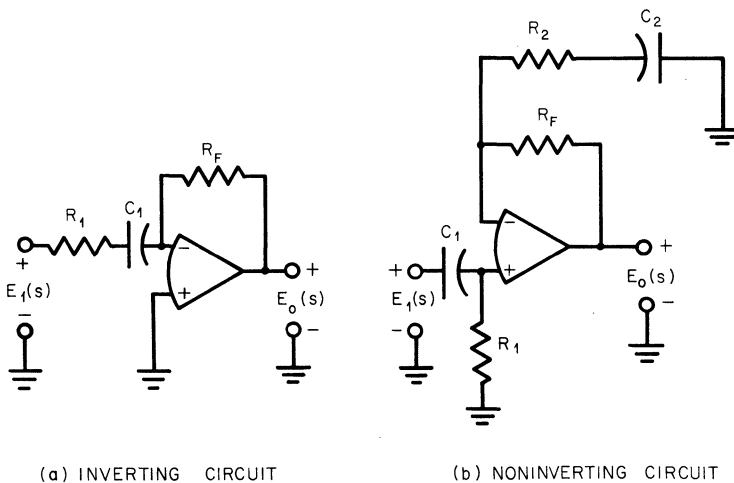 R1
C1
RF
−
+
+
E1(s)
−
+
Eo(s)
−
R2
C2
RF
C1
−
+
+
E1(s)
−
R1
+
Eo(s)
−
(a) INVERTING CIRCUIT
(b) NONINVERTING CIRCUIT